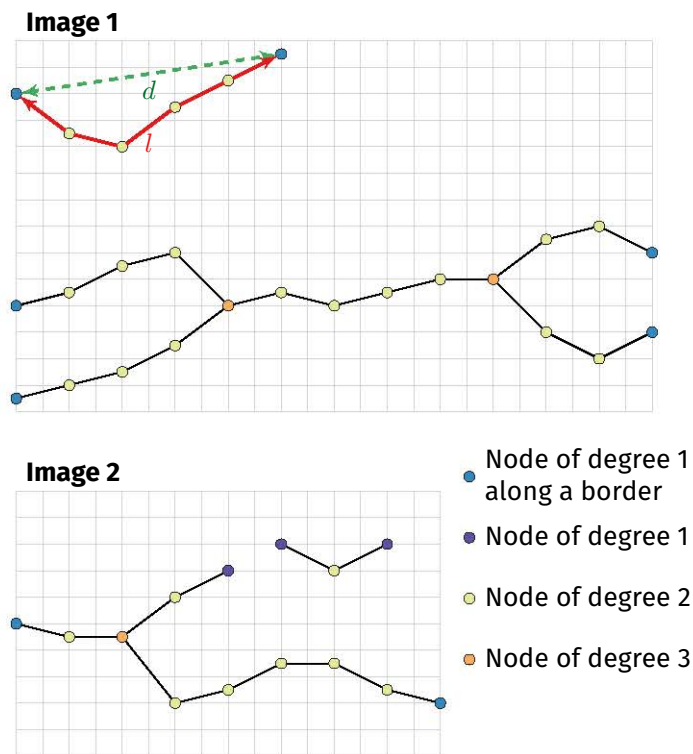 Image 1
d
l
Image 2
Node of degree 1
along a border
Node of degree 1
Node of degree 2
Node of degree 3